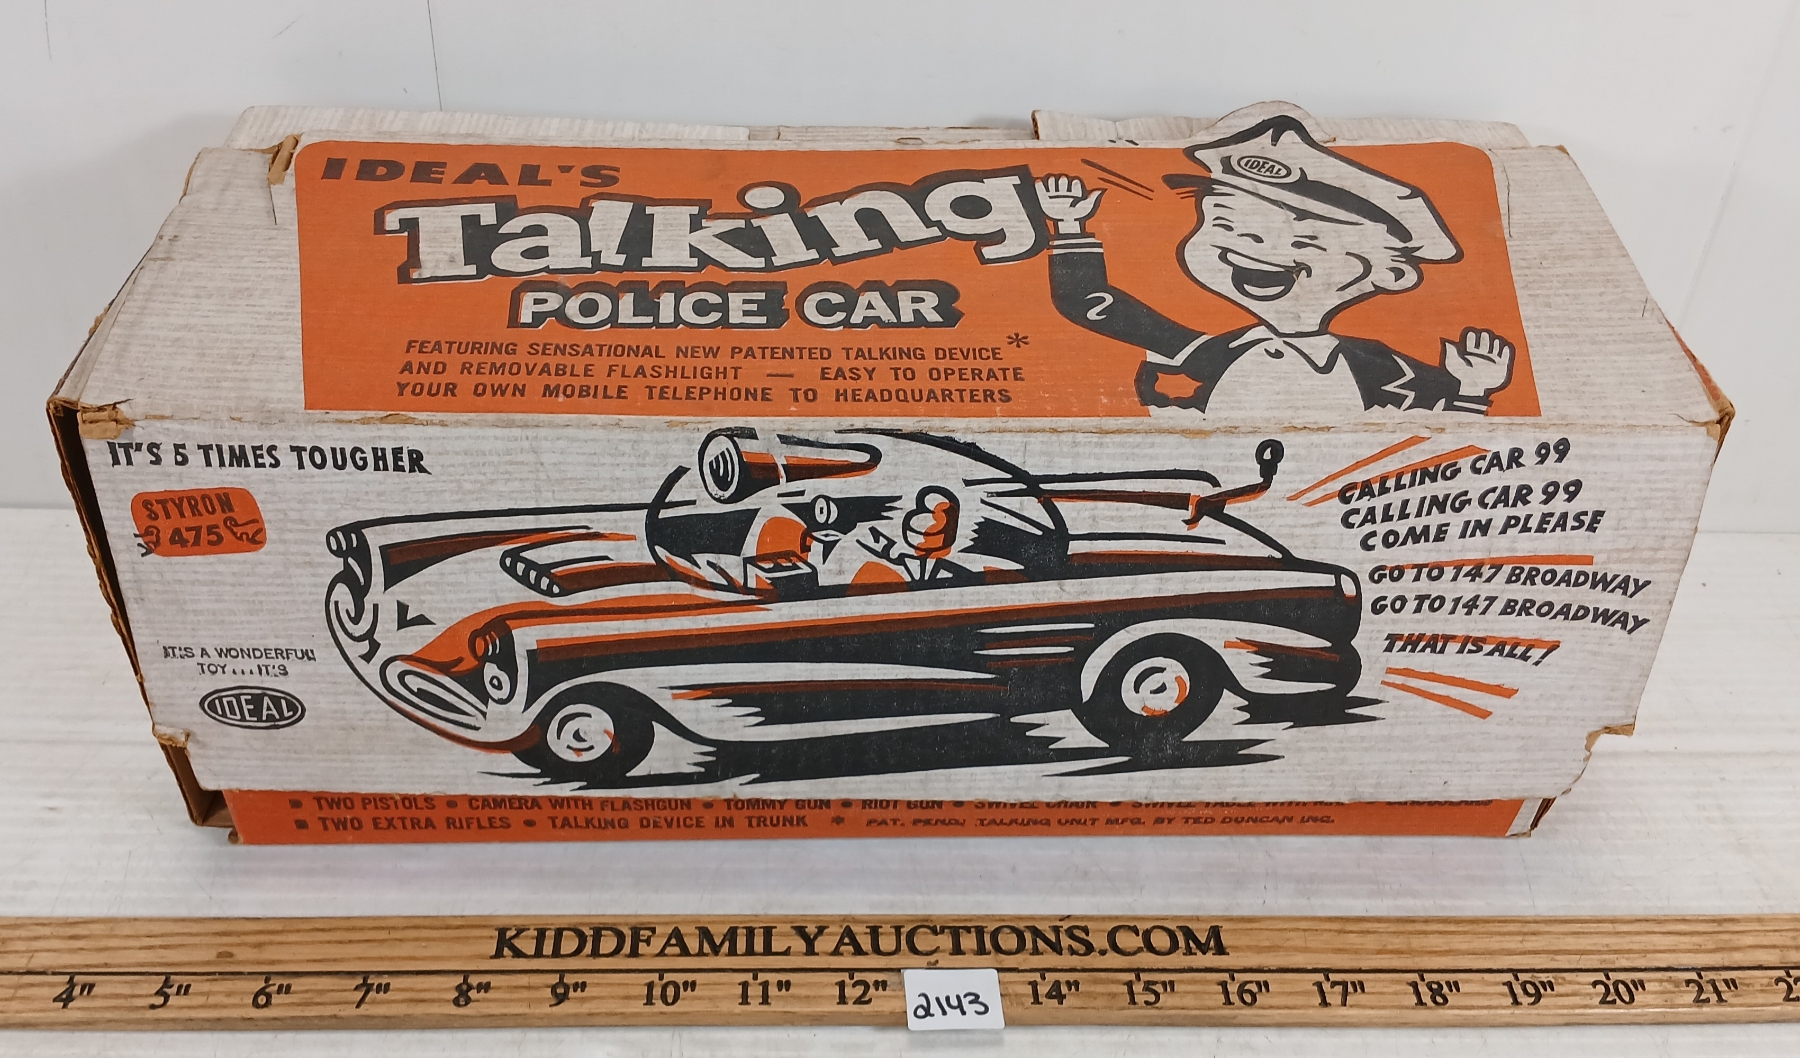 IDEAL'S
Talking
POLICE CAR
FEATURING SENSATIONAL NEW PATENTED TALKING DEVICE*
AND REMOVABLE FLASHLIGHT — EASY TO OPERATE
YOUR OWN MOBILE TELEPHONE TO HEADQUARTERS
IDEAL
IT'S 5 TIMES TOUGHER
STYRON
475
IT'S A WONDERFUL
TOY...IT'S
IDEAL
CALLING CAR 99
CALLING CAR 99
COME IN PLEASE
GO TO 147 BROADWAY
GO TO 147 BROADWAY
THAT IS ALL!
■ TWO PISTOLS ● CAMERA WITH FLASHGUN ● TOMMY GUN ● RIOT GUN ● SWIVEL CHAIR ● SWIVEL TABLE
■ TWO EXTRA RIFLES ● TALKING DEVICE IN TRUNK * PAT. PEND. TALKING UNIT MFG. BY TED DUNCAN INC.
KIDDFAMILYAUCTIONS.COM
4" 5" 6" 7" 8" 9" 10" 11" 12" 14" 15" 16" 17" 18" 19" 20" 21"
2143